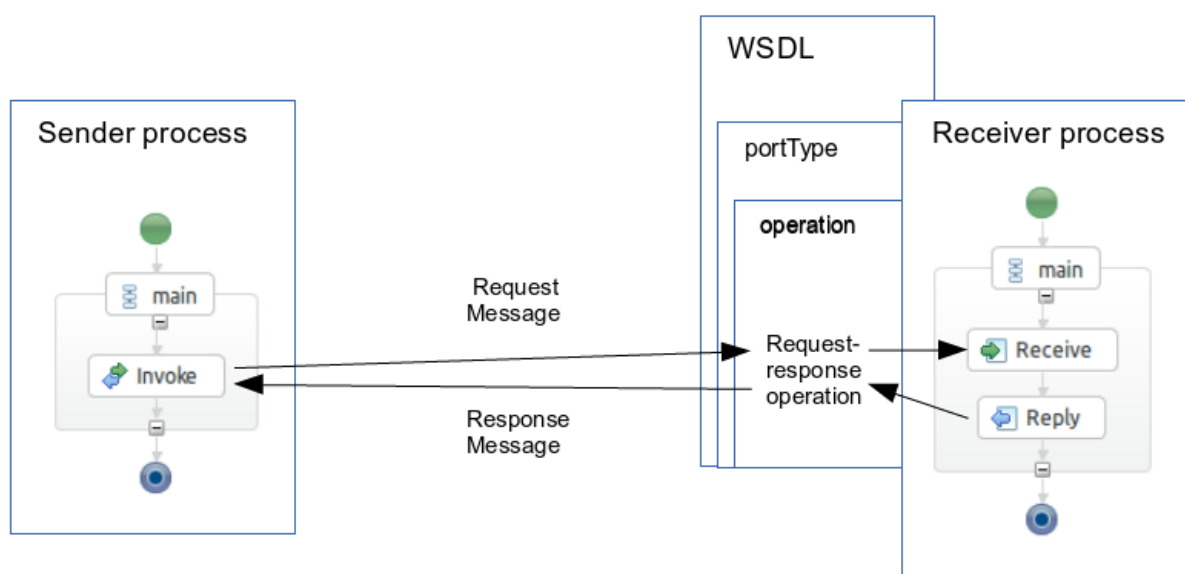 Sender process
main
Invoke
Request
Message
Response
Message
WSDL
portType
operation
Request-
response
operation
Receiver process
main
Receive
Reply